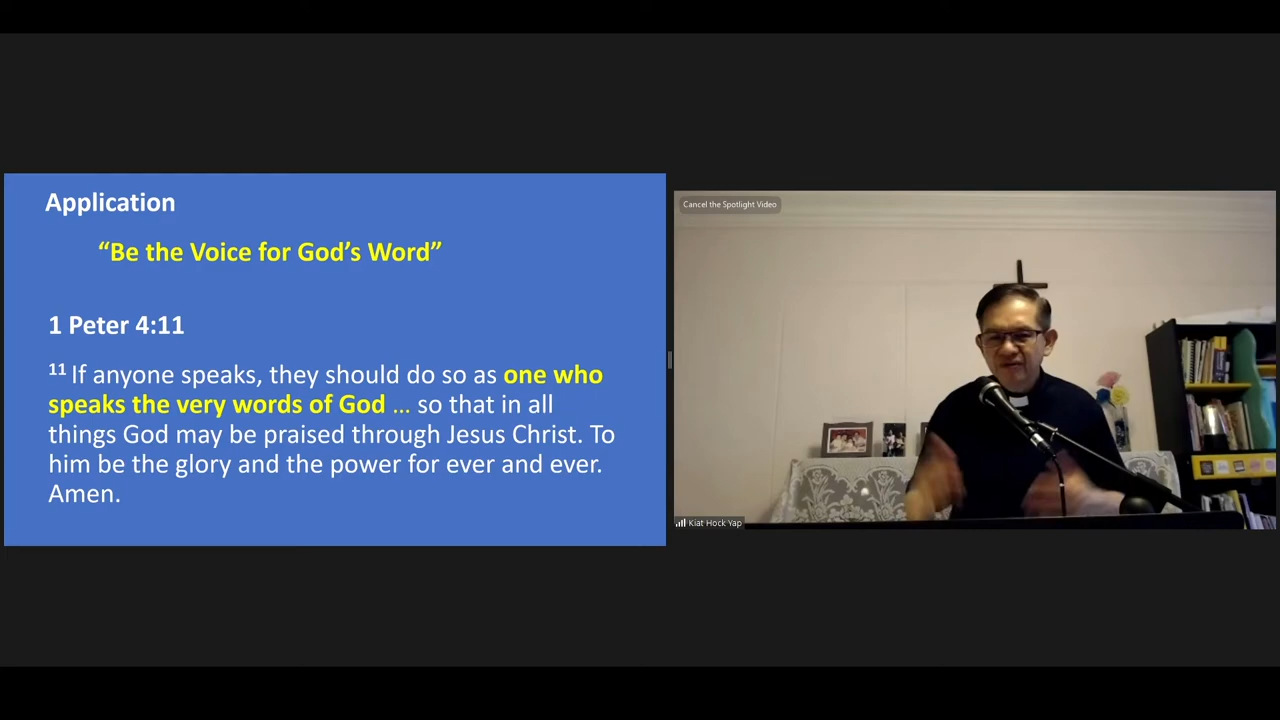 Application
“Be the Voice for God’s Word”
1 Peter 4:11
11 If anyone speaks, they should do so as one who
speaks the very words of God ... so that in all
things God may be praised through Jesus Christ. To
him be the glory and the power for ever and ever.
Amen.
Cancel the Spotlight Video
Kiat Hock Yap